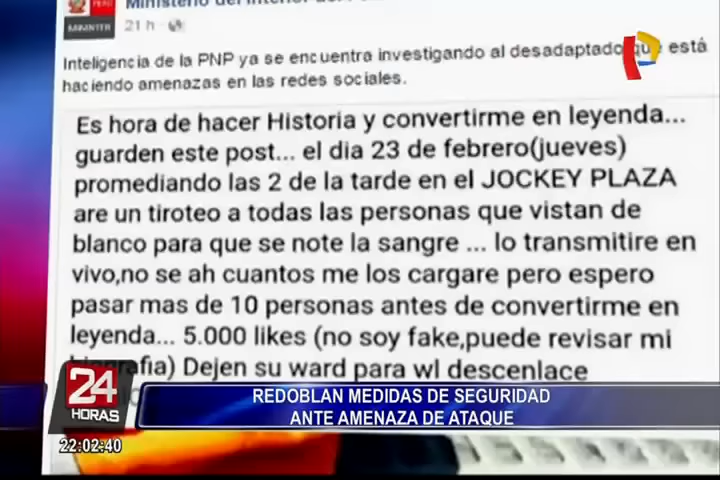 PERÚ
Ministerio del Interior del
MININTER
21 h
Inteligencia de la PNP ya se encuentra investigando al desadaptado que está
haciendo amenazas en las redes sociales.
Es hora de hacer Historia y convertirme en leyenda...
guarden este post... el dia 23 de febrero(jueves)
promediando las 2 de la tarde en el JOCKEY PLAZA
are un tiroteo a todas las personas que vistan de
blanco para que se note la sangre ... lo transmitire en
vivo,no se ah cuantos me los cargare pero espero
pasar mas de 10 personas antes de convertirme en
leyenda... 5.000 likes (no soy fake,puede revisar mi
Dejen su ward para wl descenlace
24
HORAS
REDOBLAN MEDIDAS DE SEGURIDAD
ANTE AMENAZA DE ATAQUE
22:02:40